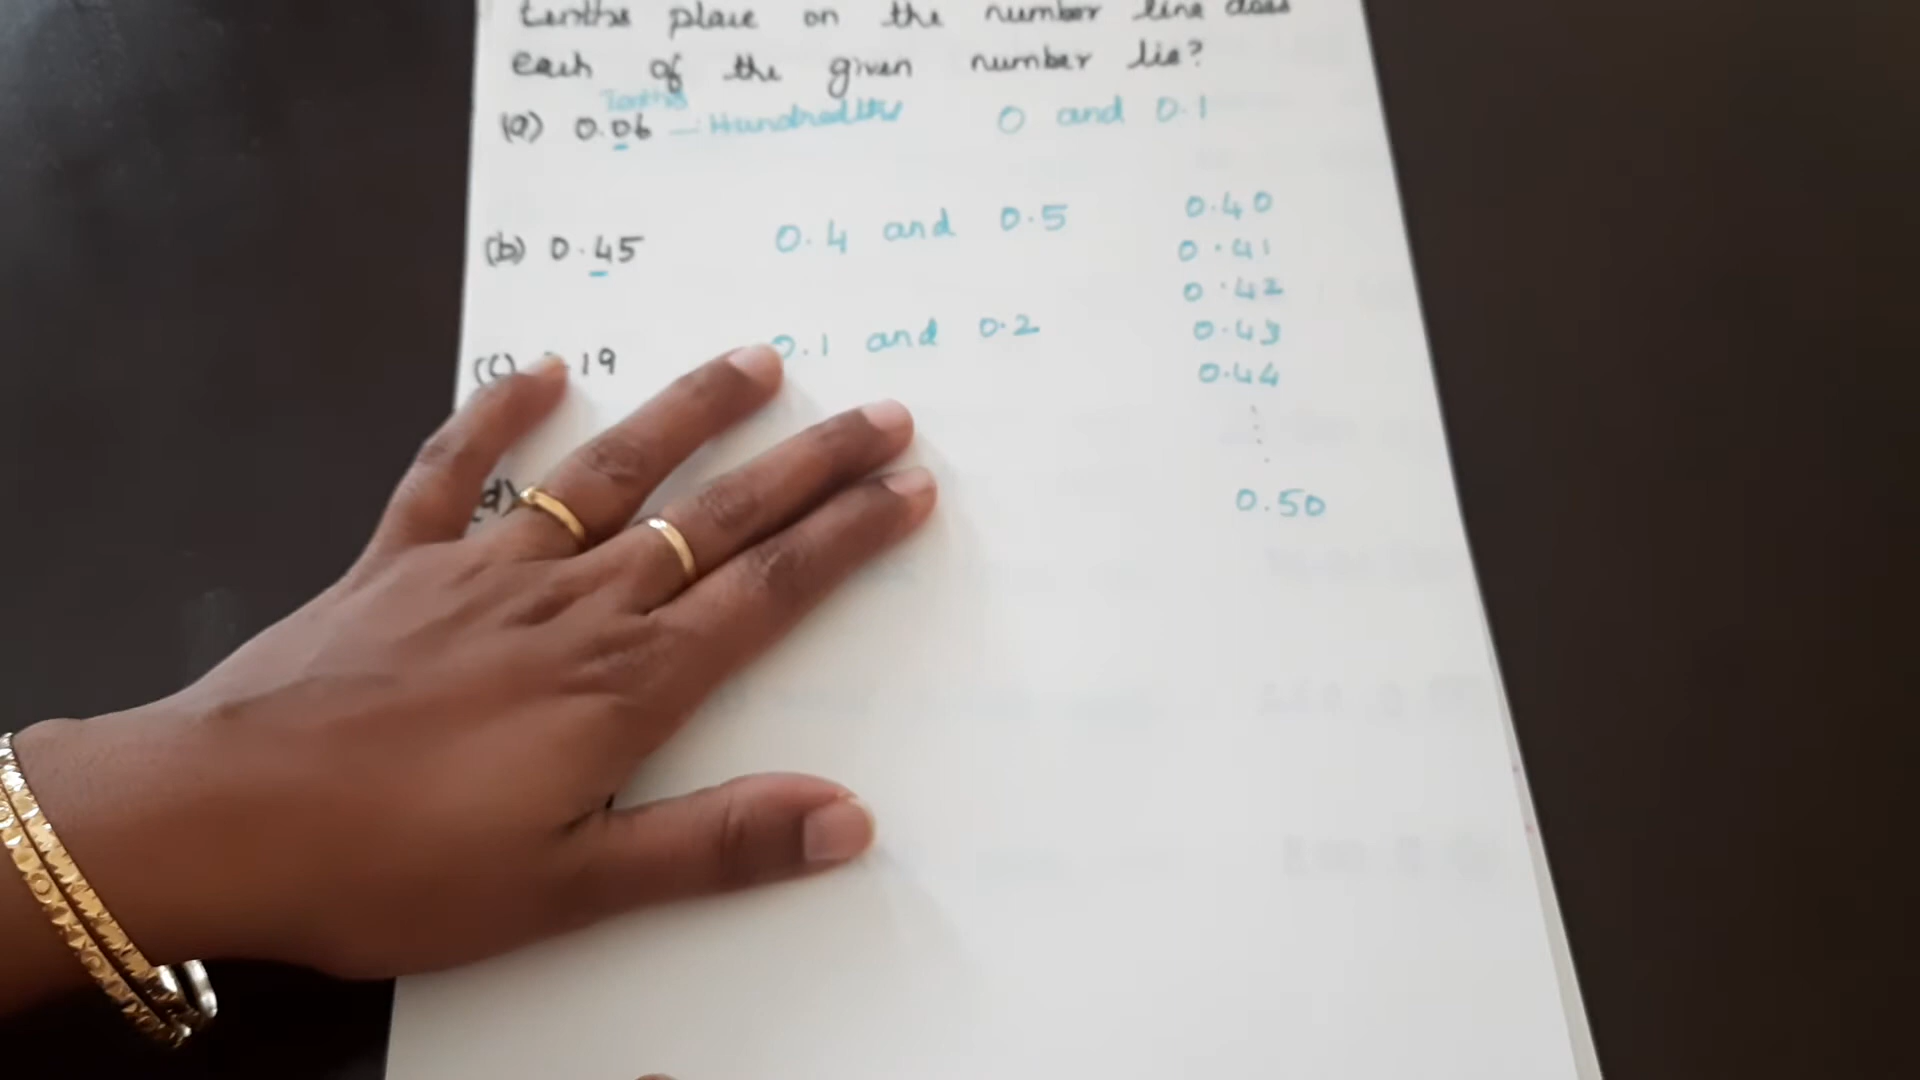 tenths place on the number line does
each of the given number lie?
Tenths
(a) 0.06 — Hundredths 0 and 0.1
(b) 0.45 0.4 and 0.5 0.40
0.41
0.42
0.43
(c) .19 0.1 and 0.2
0.44
(d)
0.50